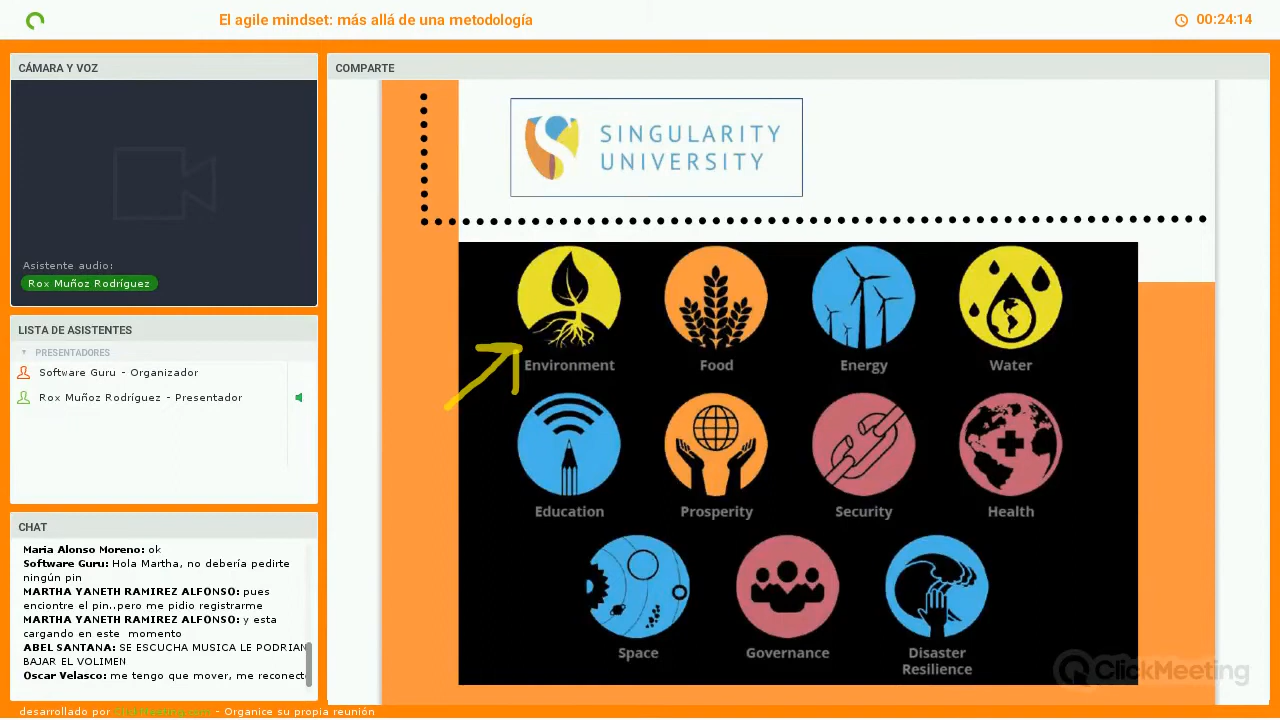 El agile mindset: más allá de una metodología
00:24:14
CÁMARA Y VOZ
Asistente audio:
Rox Muñoz Rodríguez
LISTA DE ASISTENTES
PRESENTADORES
Software Guru - Organizador
Rox Muñoz Rodríguez - Presentador
CHAT
Maria Alonso Moreno: ok
Software Guru: Hola Martha, no debería pedirte
ningún pin
MARTHA YANETH RAMIREZ ALFONSO: pues
enciontre el pin..pero me pidio registrarme
MARTHA YANETH RAMIREZ ALFONSO: y esta
cargando en este momento
ABEL SANTANA: SE ESCUCHA MUSICA LE PODRIAN
BAJAR EL VOLIMEN
Oscar Velasco: me tengo que mover, me reconect
desarrollado por ClickMeeting.com - Organice su propia reunión
COMPARTE
SINGULARITY
UNIVERSITY
Environment Food Energy Water
Education Prosperity Security Health
Space Governance Disaster
Resilience
ClickMeeting